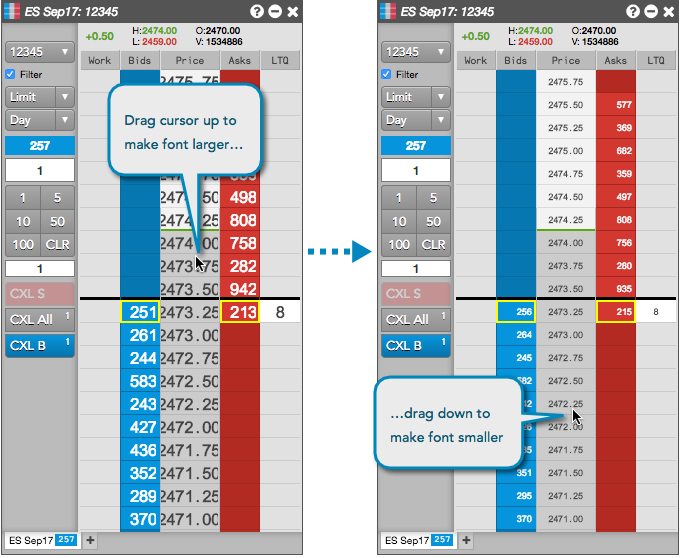 ES Sep17: 12345
12345
+0.50
H:2474.00 O:2470.00
L: 2459.00 V: 1534886
Filter
Work Bids Price Asks LTQ
Limit
Day
257
1
1 5
10 50
100 CLR
1
CXL S
CXL All 1
CXL B 1
Drag cursor up to
make font larger…
2475.75
498
2474.25 808
2474.00 758
2473.75 282
2473.50 942
251 2473.25 213 8
261 2473.00
244 2472.75
583 2472.50
243 2472.25
427 2472.00
436 2471.75
352 2471.50
289 2471.25
370 2471.00
ES Sep17 257 +
ES Sep17: 12345
12345
+0.50
H:2474.00 O:2470.00
L: 2459.00 V: 1534886
Filter
Work Bids Price Asks LTQ
Limit
Day
257
1
1 5
10 50
100 CLR
1
CXL S
CXL All 1
CXL B 1
2475.75
2475.50 577
2475.25 369
2475.00 682
2474.75 359
2474.50 497
2474.25 808
2474.00 756
2473.75 280
2473.50 935
256 2473.25 215 8
264 2473.00
245 2472.75
2472.50
2472.25
2471.75
351 2471.50
295 2471.25
370 2471.00
…drag down to
make font smaller
ES Sep17 257 +